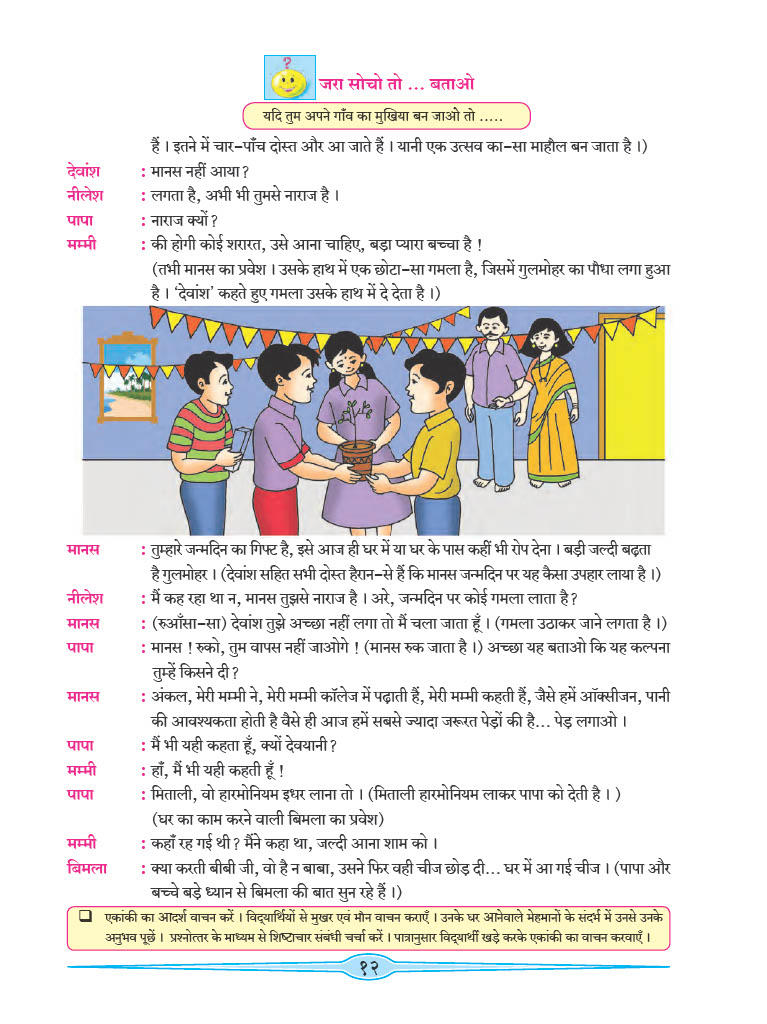 ?
जरा सोचो तो ... बताओ
यदि तुम अपने गाँव का मुखिया बन जाओ तो .....
हैं । इतने में चार-पाँच दोस्त और आ जाते हैं । यानी एक उत्सव का-सा माहौल बन जाता है ।)
देवांश : मानस नहीं आया ?
नीलेश : लगता है, अभी भी तुमसे नाराज है ।
पापा : नाराज क्यों ?
मम्मी : की होगी कोई शरारत, उसे आना चाहिए, बड़ा प्यारा बच्चा है !
(तभी मानस का प्रवेश । उसके हाथ में एक छोटा-सा गमला है, जिसमें गुलमोहर का पौधा लगा हुआ
है । ‘देवांश’ कहते हुए गमला उसके हाथ में दे देता है ।)
मानस : तुम्हारे जन्मदिन का गिफ्ट है, इसे आज ही घर में या घर के पास कहीं भी रोप देना । बड़ी जल्दी बढ़ता
है गुलमोहर । (देवांश सहित सभी दोस्त हैरान-से हैं कि मानस जन्मदिन पर यह कैसा उपहार लाया है ।)
नीलेश : मैं कह रहा था न, मानस तुझसे नाराज है । अरे, जन्मदिन पर कोई गमला लाता है ?
मानस : (रुआँसा-सा) देवांश तुझे अच्छा नहीं लगा तो मैं चला जाता हूँ । (गमला उठाकर जाने लगता है ।)
पापा : मानस ! रुको, तुम वापस नहीं जाओगे ! (मानस रुक जाता है ।) अच्छा यह बताओ कि यह कल्पना
तुम्हें किसने दी ?
मानस : अंकल, मेरी मम्मी ने, मेरी मम्मी कॉलेज में पढ़ाती हैं, मेरी मम्मी कहती हैं, जैसे हमें ऑक्सीजन, पानी
की आवश्यकता होती है वैसे ही आज हमें सबसे ज्यादा जरूरत पेड़ों की है... पेड़ लगाओ ।
पापा : मैं भी यही कहता हूँ, क्यों देवयानी ?
मम्मी : हाँ, मैं भी यही कहती हूँ !
पापा : मिताली, वो हारमोनियम इधर लाना तो । (मिताली हारमोनियम लाकर पापा को देती है । )
(घर का काम करने वाली बिमला का प्रवेश)
मम्मी : कहाँ रह गई थी ? मैंने कहा था, जल्दी आना शाम को ।
बिमला : क्या करती बीबी जी, वो है न बाबा, उसने फिर वही चीज छोड़ दी... घर में आ गई चीज । (पापा और
बच्चे बड़े ध्यान से बिमला की बात सुन रहे हैं ।)
❑ एकांकी का आदर्श वाचन करें । विद्यार्थियों से मुखर एवं मौन वाचन कराएँ । उनके घर आनेवाले मेहमानों के संदर्भ में उनसे उनके
अनुभव पूछें । प्रश्नोत्तर के माध्यम से शिष्टाचार संबंधी चर्चा करें । पात्रानुसार विद्यार्थी खड़े करके एकांकी का वाचन करवाएँ ।
१२